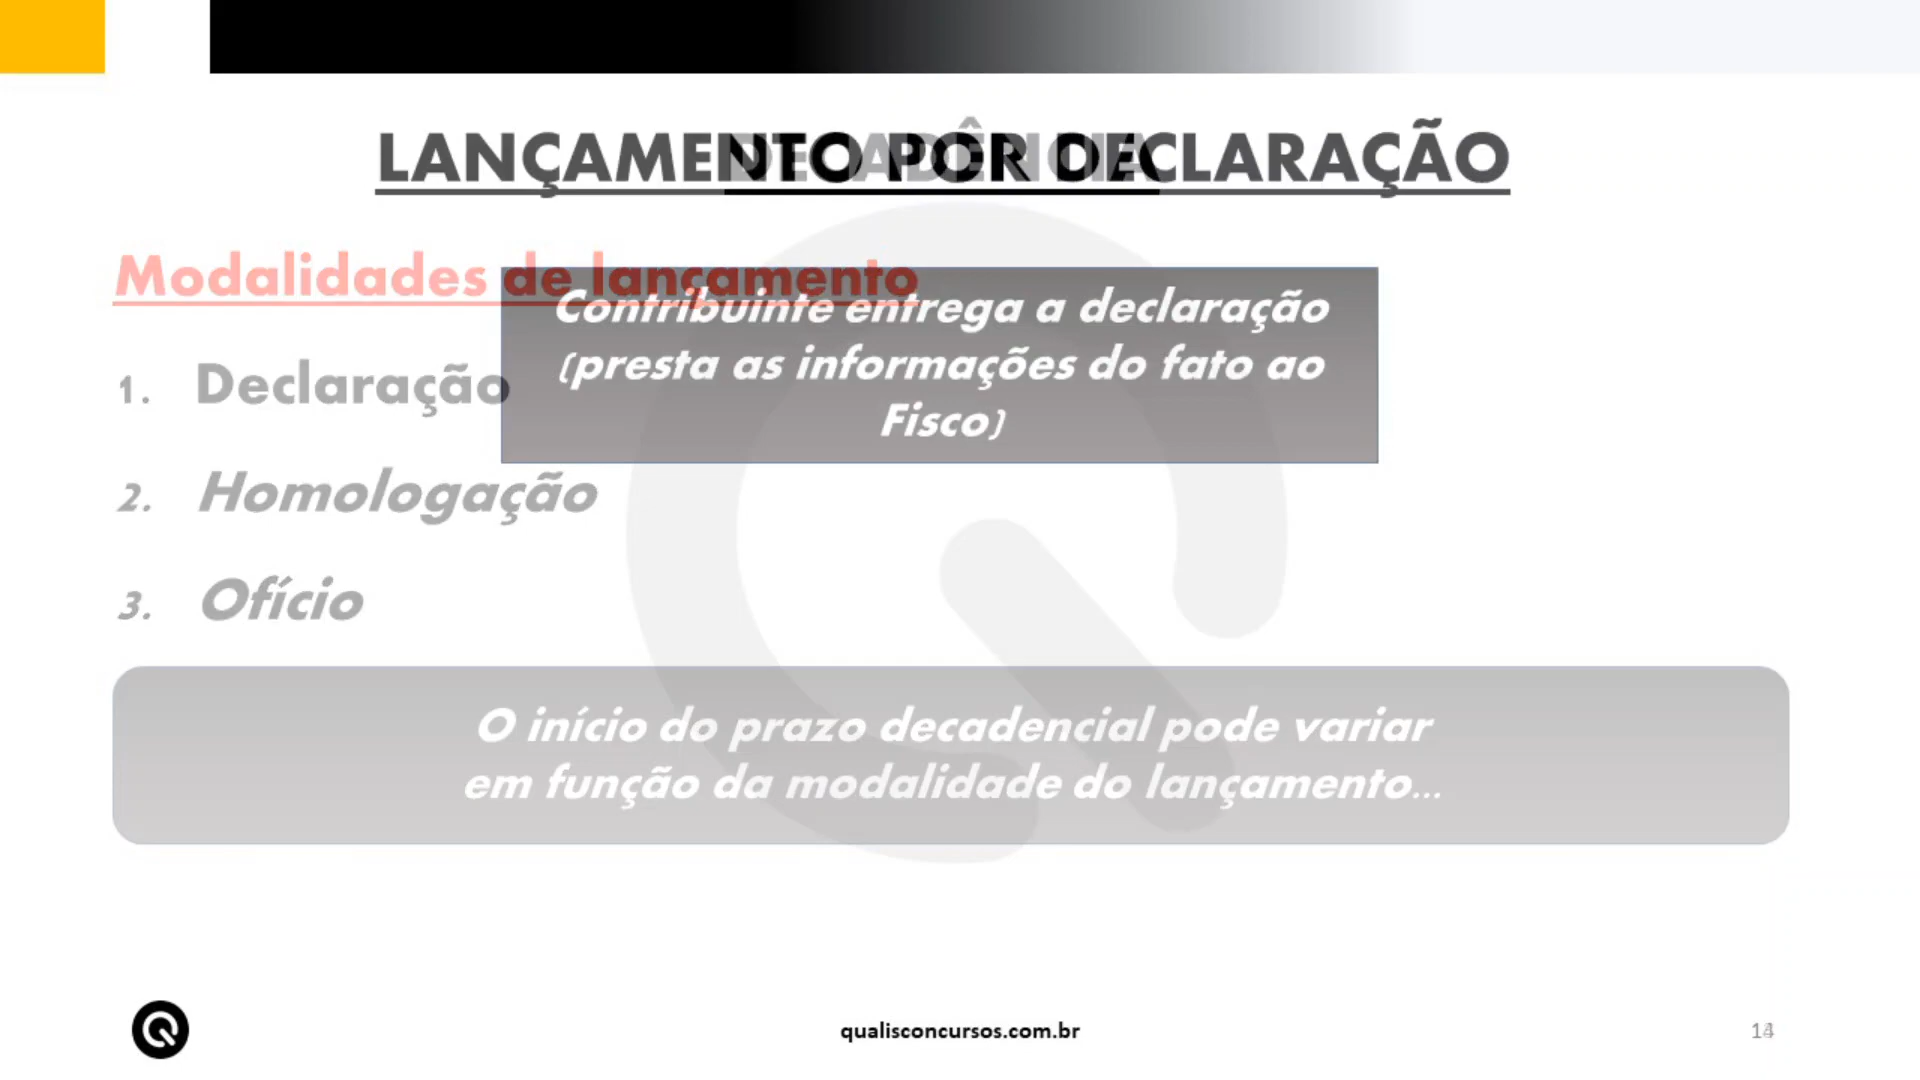 LANÇAMENTO POR DECLARAÇÃO
DECADÊNCIA
Modalidades de lançamento
Contribuinte entrega a declaração
(presta as informações do fato ao
Fisco)
1. Declaração
2. Homologação
3. Ofício
O início do prazo decadencial pode variar
em função da modalidade do lançamento...
qualisconcursos.com.br